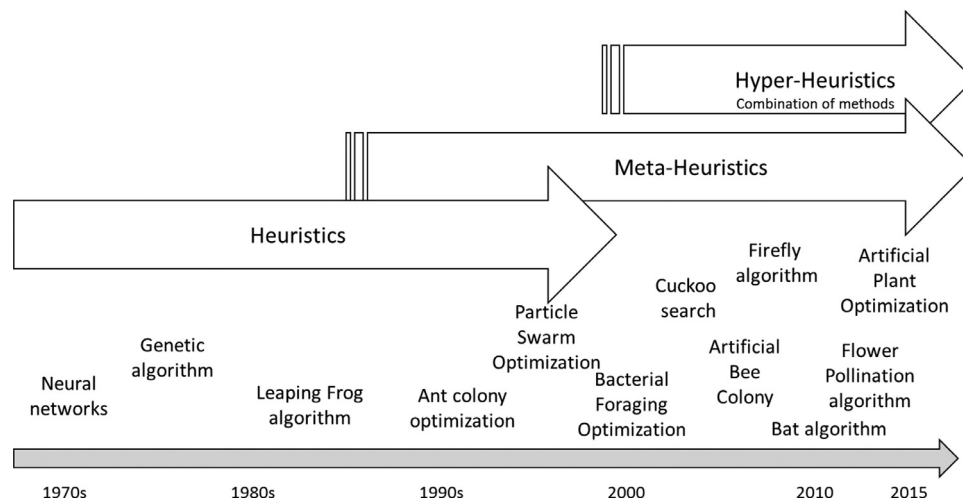 Hyper-Heuristics
Combination of methods
Meta-Heuristics
Heuristics
Neural
networks
Genetic
algorithm
Leaping Frog
algorithm
Ant colony
optimization
Particle
Swarm
Optimization
Bacterial
Foraging
Optimization
Cuckoo
search
Firefly
algorithm
Artificial
Bee
Colony
Artificial
Plant
Optimization
Flower
Pollination
algorithm
Bat algorithm
1970s
1980s
1990s
2000
2010
2015